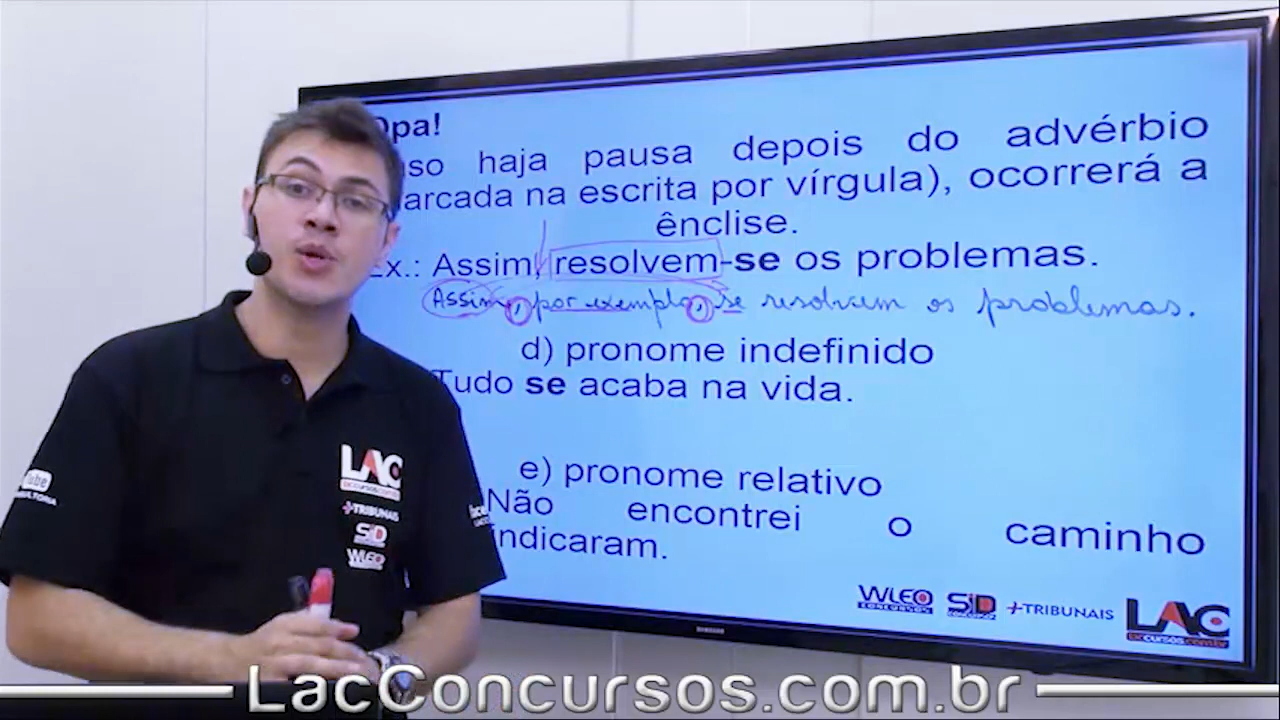 Opa!
haja pausa depois do advérbio
na escrita por vírgula), ocorrerá a
ênclise.
Ex.: Assim, resolvem-se os problemas.
Assim, por exemplo, se resolvem os problemas.
d) pronome indefinido
Tudo se acaba na vida.
e) pronome relativo
Não encontrei o caminho
indicaram.
WLEO CONCURSOS SID +TRIBUNAIS LAC
LAC
+TRIBUNAIS
SID
WLEO
LacConcursos.com.br